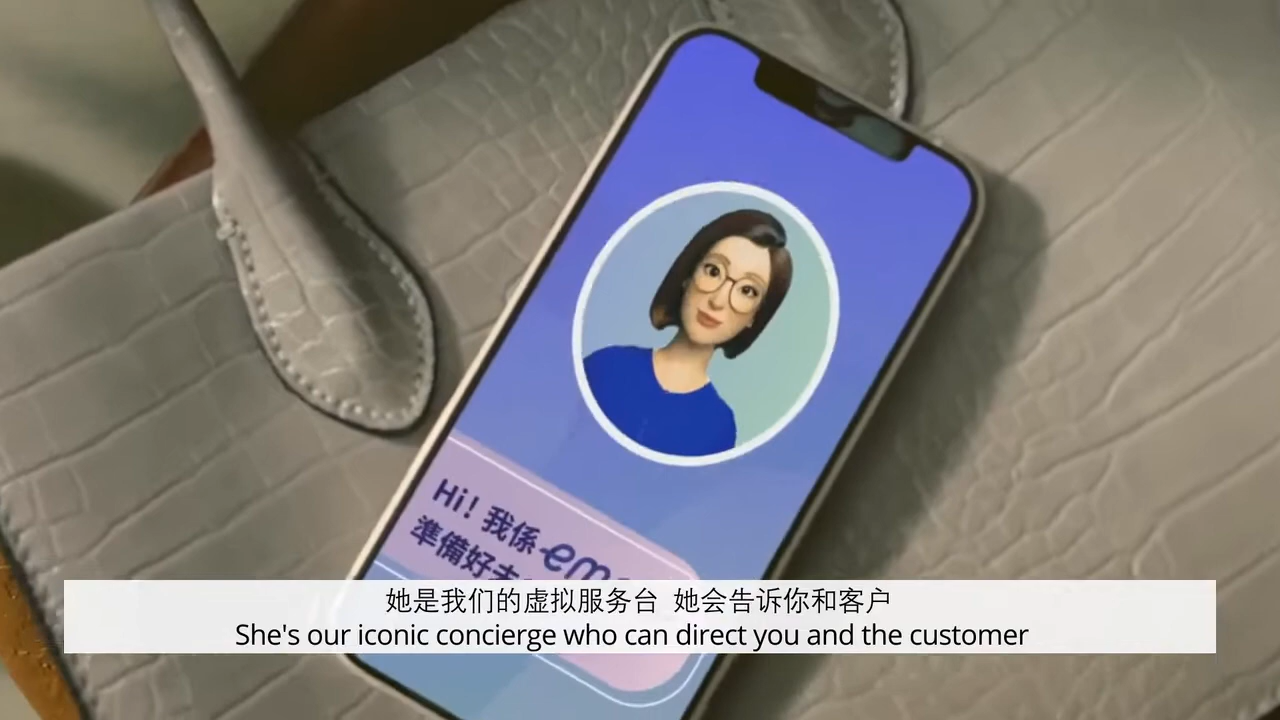 Hi! 我係
準備好未
她是我们的虚拟服务台 她会告诉你和客户
She's our iconic concierge who can direct you and the customer